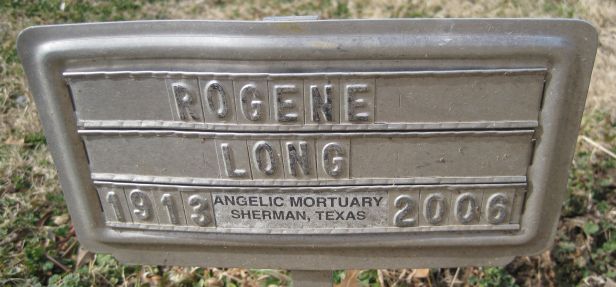 ROGENE
LONG
1913 ANGELIC MORTUARY 2006
SHERMAN, TEXAS